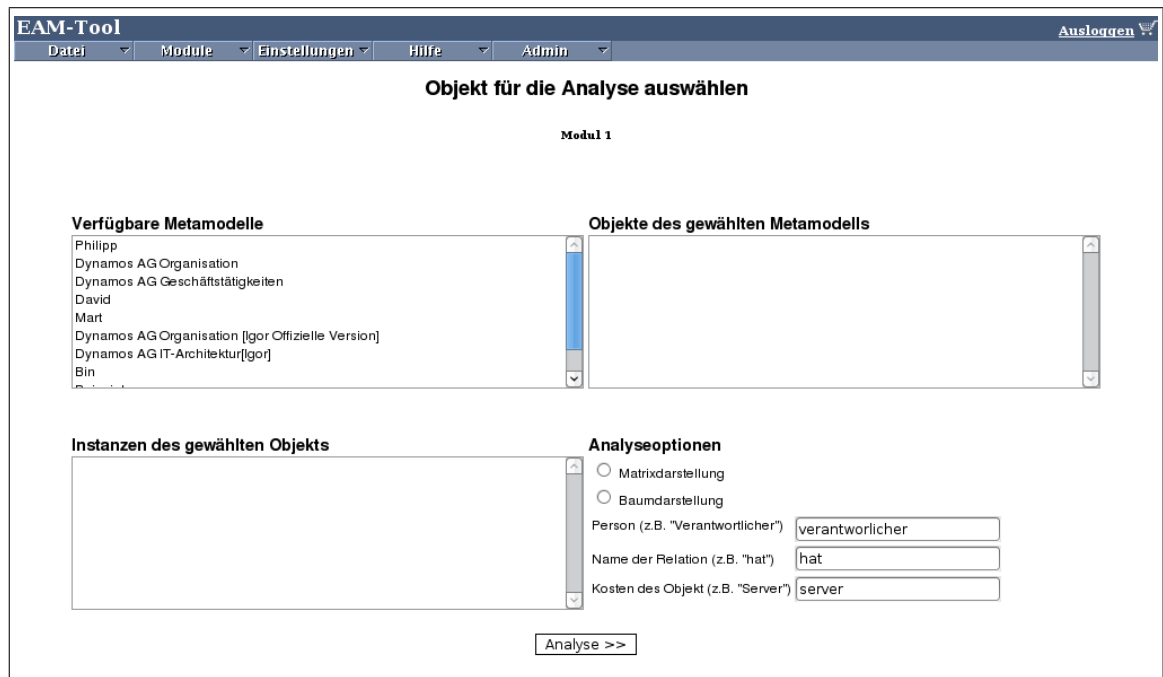 EAM-Tool
Ausloggen
Datei Module Einstellungen Hilfe Admin
Objekt für die Analyse auswählen
Modul 1
Verfügbare Metamodelle
Philipp
Dynamos AG Organisation
Dynamos AG Geschäftstätigkeiten
David
Mart
Dynamos AG Organisation [Igor Offizielle Version]
Dynamos AG IT-Architektur[Igor]
Bin
Objekte des gewählten Metamodells
Instanzen des gewählten Objekts
Analyseoptionen
Matrixdarstellung
Baumdarstellung
Person (z.B. "Verantwortlicher") verantworlicher
Name der Relation (z.B. "hat") hat
Kosten des Objekt (z.B. "Server") server
Analyse >>